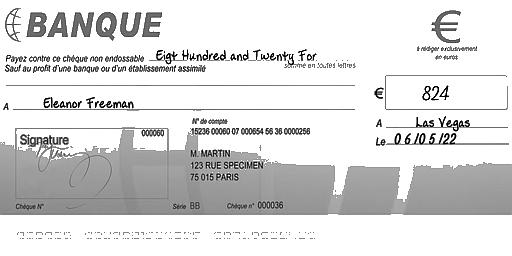 BANQUE
€
à rédiger exclusivement
en euros
Payez contre ce chèque non endossable Eigt Hundred and Twenty For
somme en toutes lettres
Sauf au profit d'une banque ou d'un établissement assimilé
€ 824
A Eleanor Freeman
A Las Vegas
Le 06/05/22
N° de compte
000060 15236 00060 07 000654 56 36 0000256
Signature
M. MARTIN
123 RUE SPECIMEN
75 015 PARIS
Chèque N° Série BB Chèque n° 000036